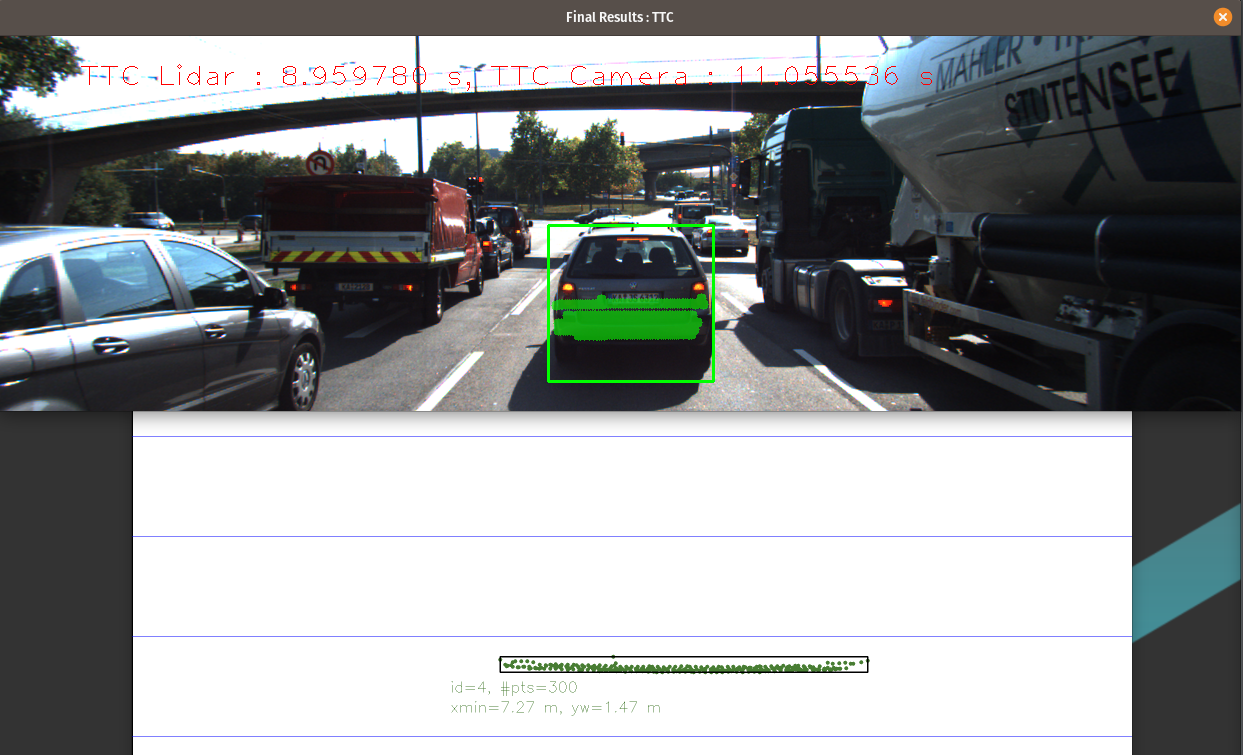 Final Results : TTC
TTC Lidar : 8.959780 s, TTC Camera : 11.055536 s
MAHLER
STUTENSEE
id=4, #pts=300
xmin=7.27 m, yw=1.47 m